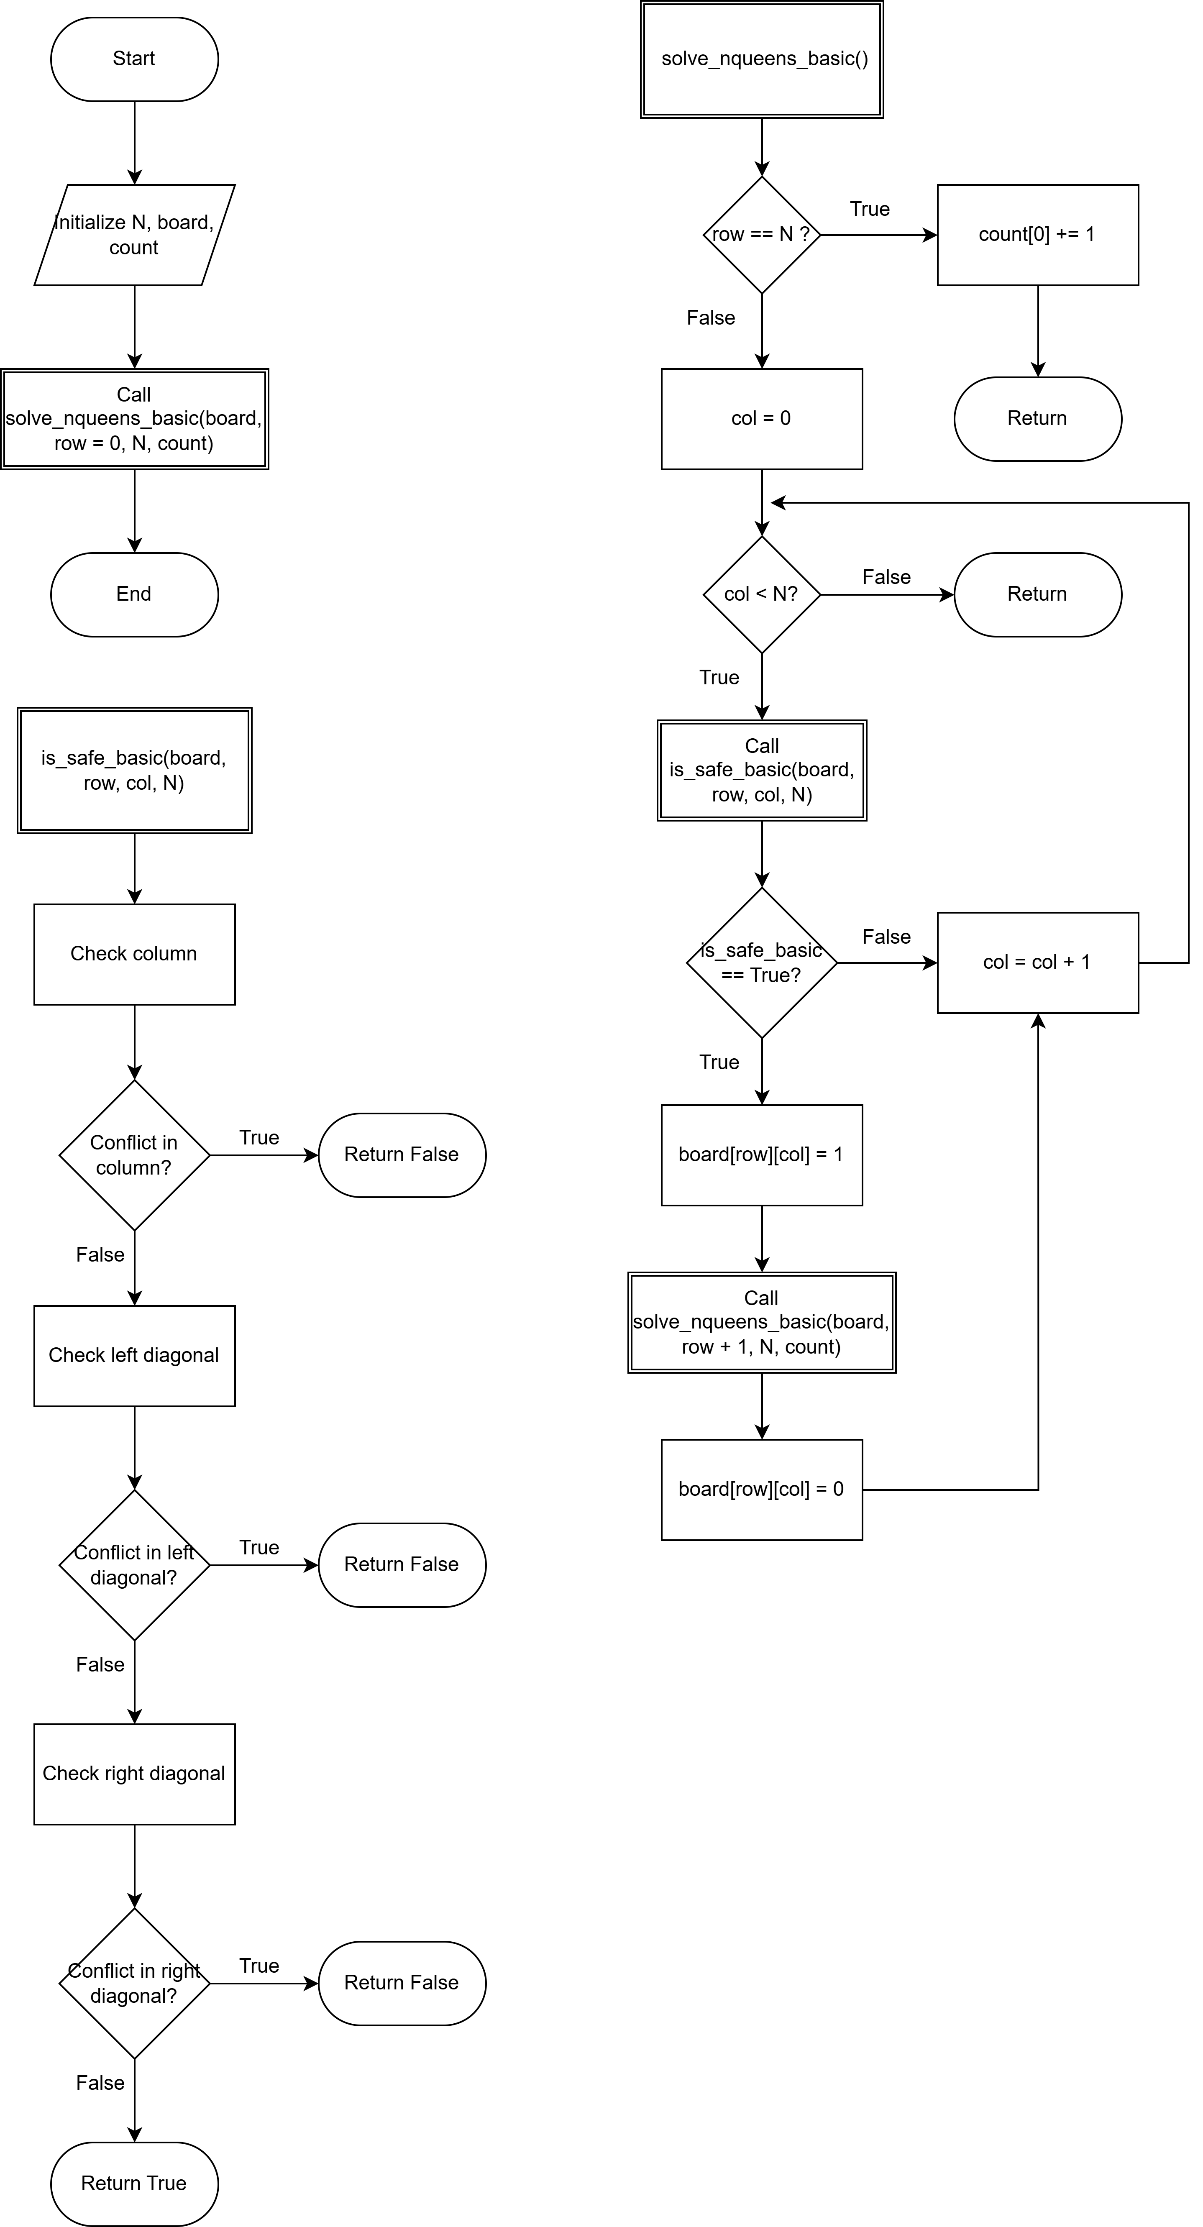 Start
Initialize N, board,
count
Call
solve_nqueens_basic(board,
row = 0, N, count)
End
is_safe_basic(board,
row, col, N)
Check column
Conflict in
column?
True
Return False
False
Check left diagonal
Conflict in left
diagonal?
True
Return False
False
Check right diagonal
Conflict in right
diagonal?
True
Return False
False
Return True
solve_nqueens_basic()
row == N ?
True
count[0] += 1
Return
False
col = 0
col < N?
False
Return
True
Call
is_safe_basic(board,
row, col, N)
is_safe_basic
== True?
False
col = col + 1
True
board[row][col] = 1
Call
solve_nqueens_basic(board,
row + 1, N, count)
board[row][col] = 0